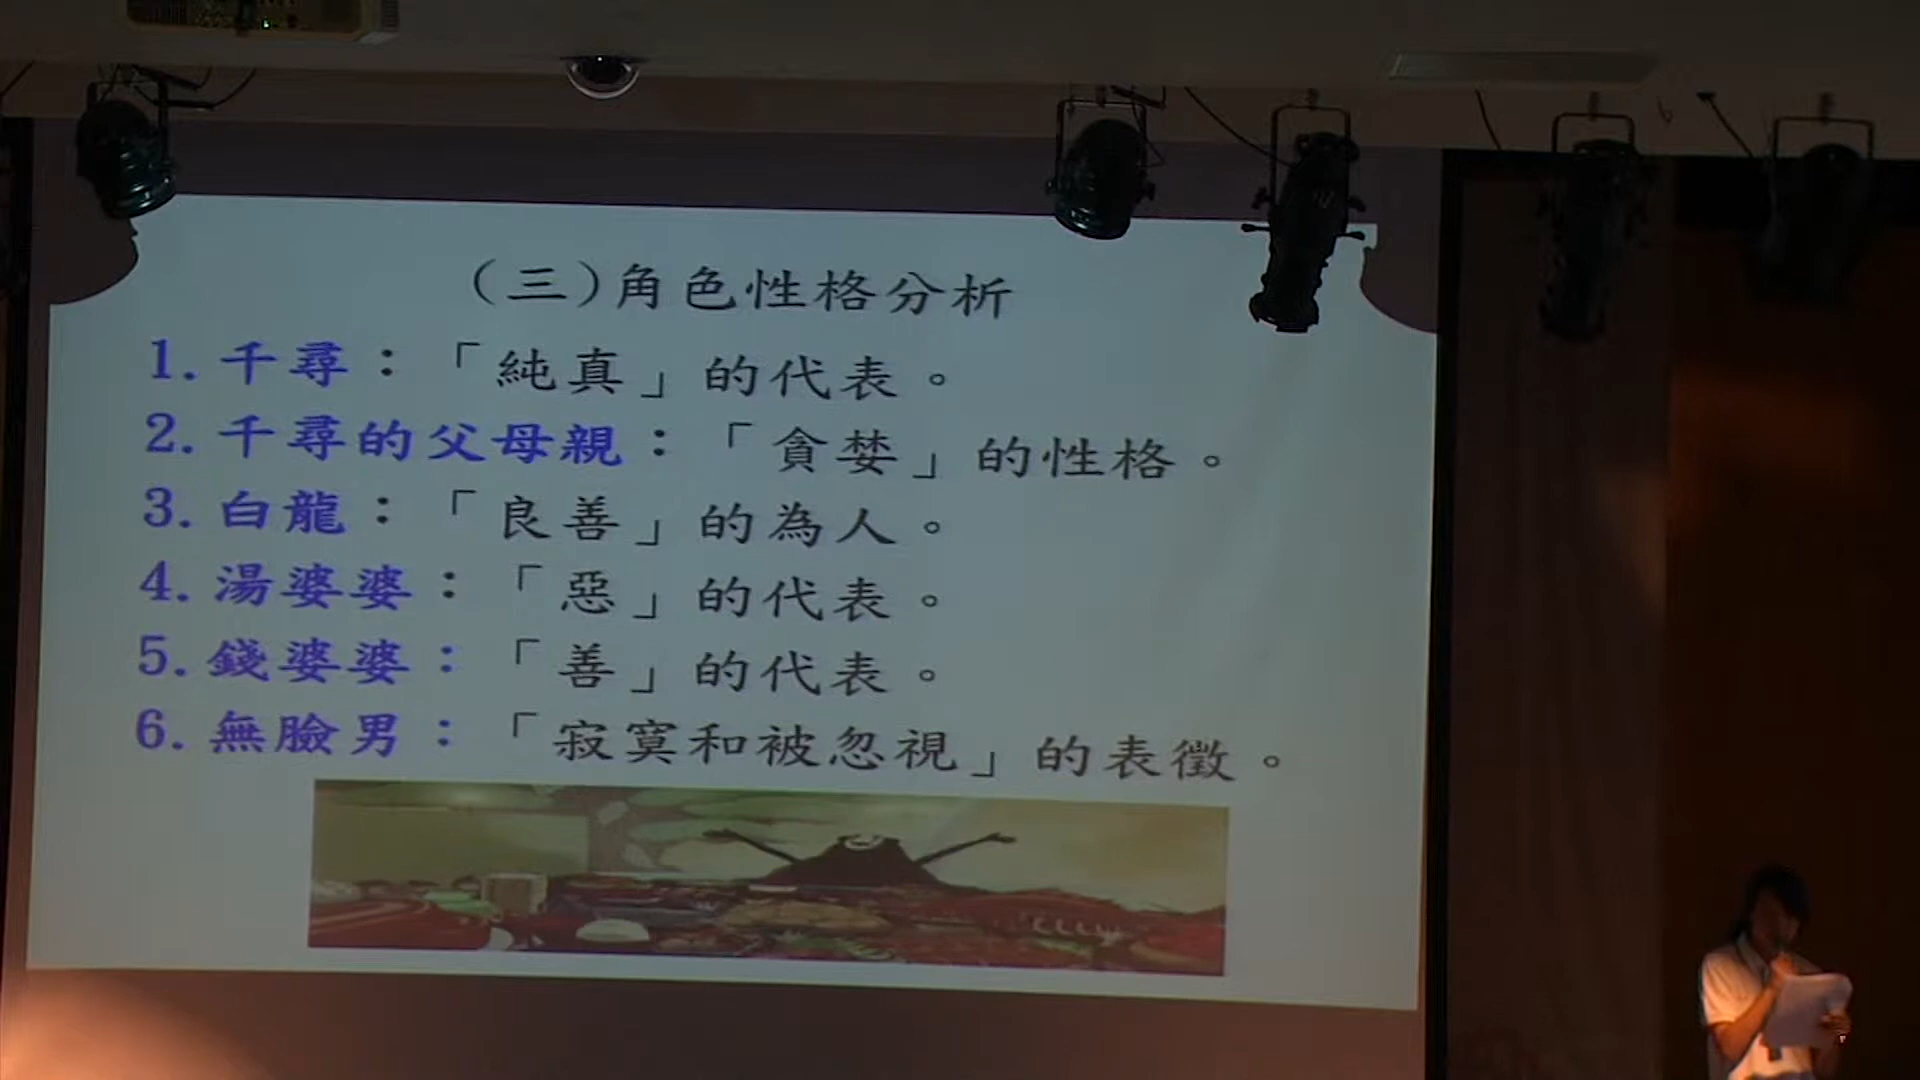 (三)角色性格分析
1.千尋：「純真」的代表。
2.千尋的父母親：「貪婪」的性格。
3.白龍：「良善」的為人。
4.湯婆婆：「惡」的代表。
5.錢婆婆：「善」的代表。
6.無臉男：「寂寞和被忽視」的表徵。